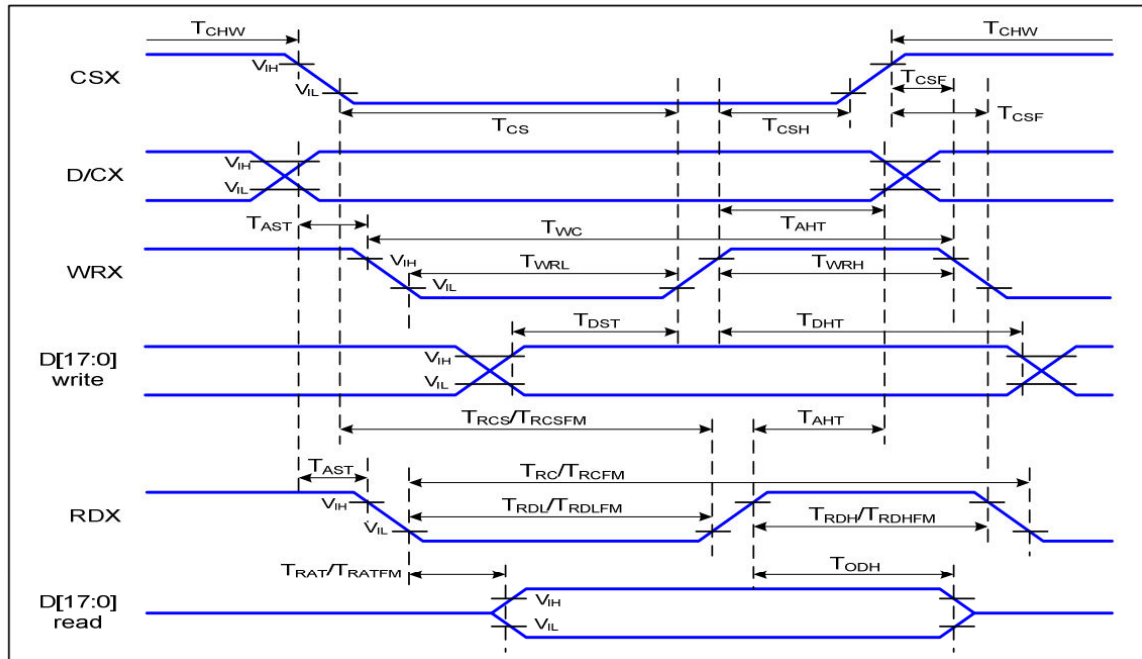 TCHW TCHW
CSX VIH TCSF
VIL TCSF
TCS TCSH
D/CX VIH
VIL
TAST TWC TAHT
WRX VIH TWRL TWRH
VIL
TDST TDHT
D[17:0] VIH
write VIL
TRCS/TRCSFM TAHT
TAST TRC/TRCFM
RDX VIH TRDL/TRDLFM TRDH/TRDHFM
VIL
TRAT/TRATFM TODH
D[17:0] VIH
read VIL